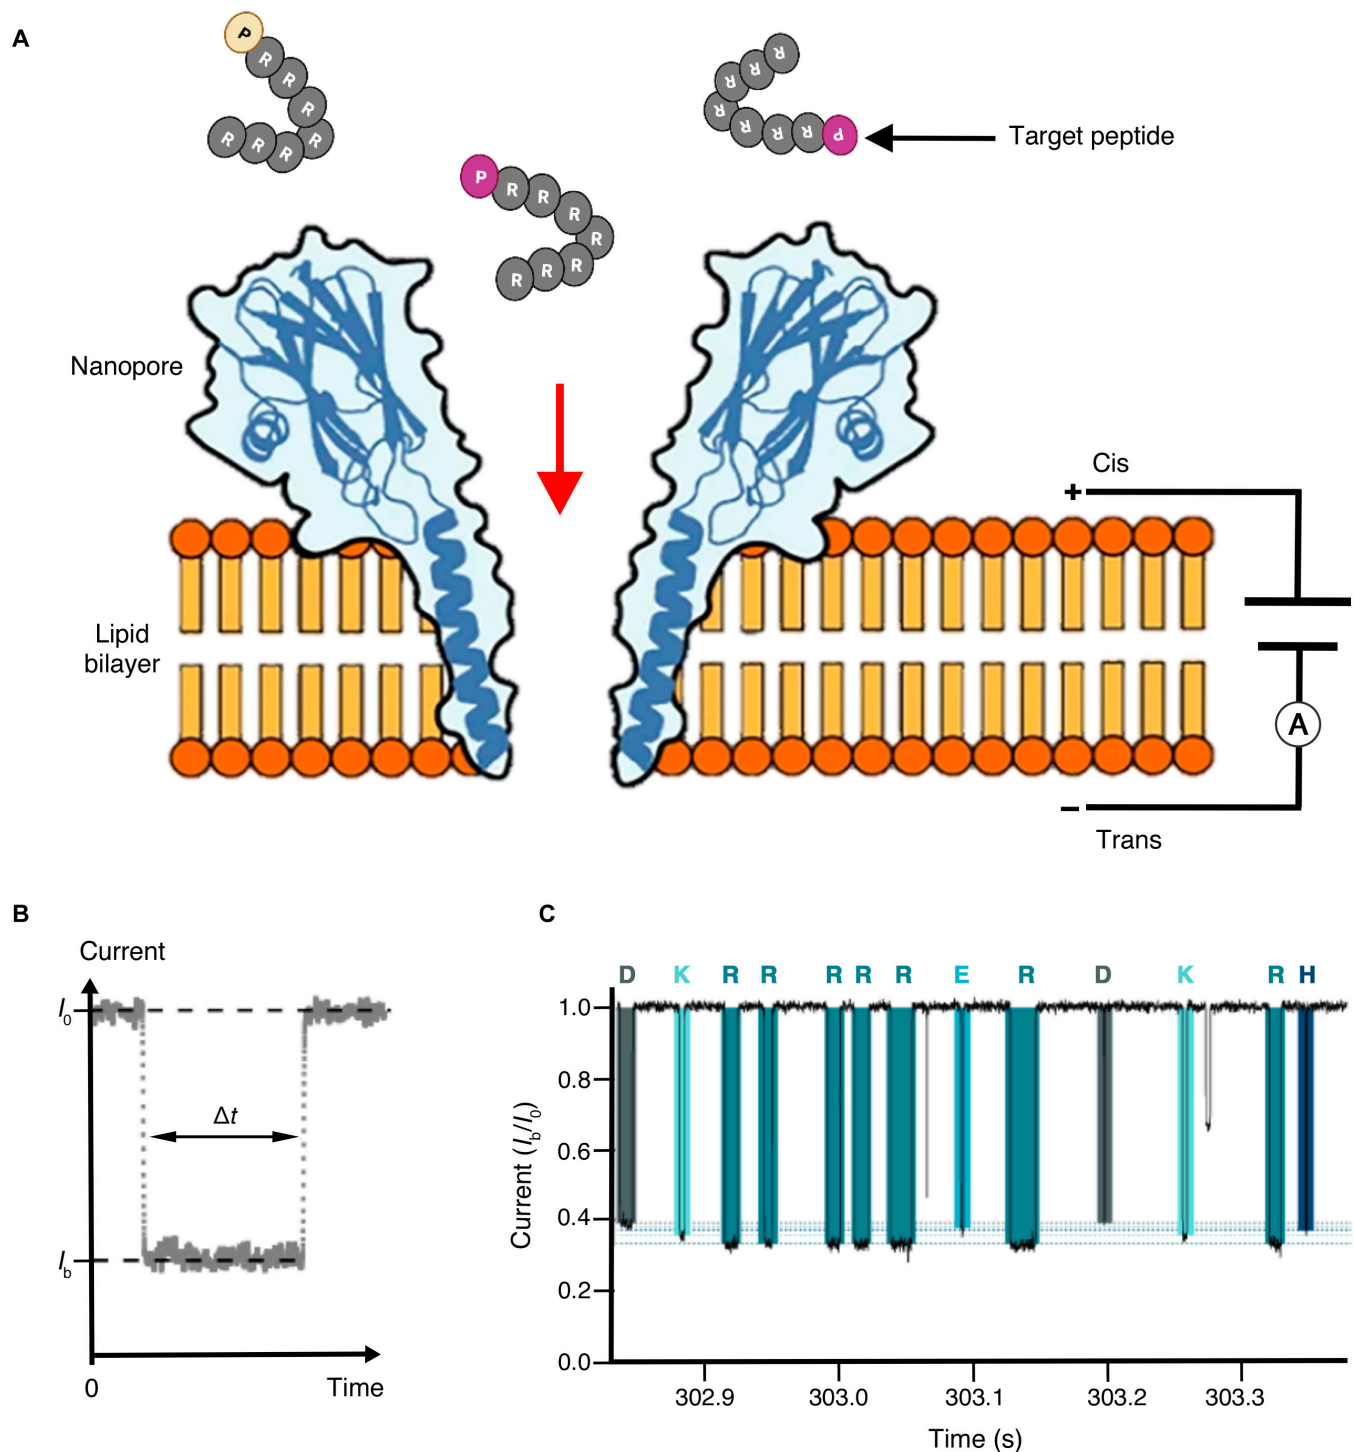 A
P
R
R
R
R
R
R
R
R
R
R
R
R
R
R
P
Target peptide
P
R
R
R
R
R
R
R
Nanopore
Cis
+
Lipid
bilayer
A
–
Trans
B
Current
I0
Δt
Ib
0
Time
C
D K R R R R R E R D K R H
1.0
0.8
0.6
0.4
0.2
0.0
Current (Ib/I0)
302.9 303.0 303.1 303.2 303.3
Time (s)